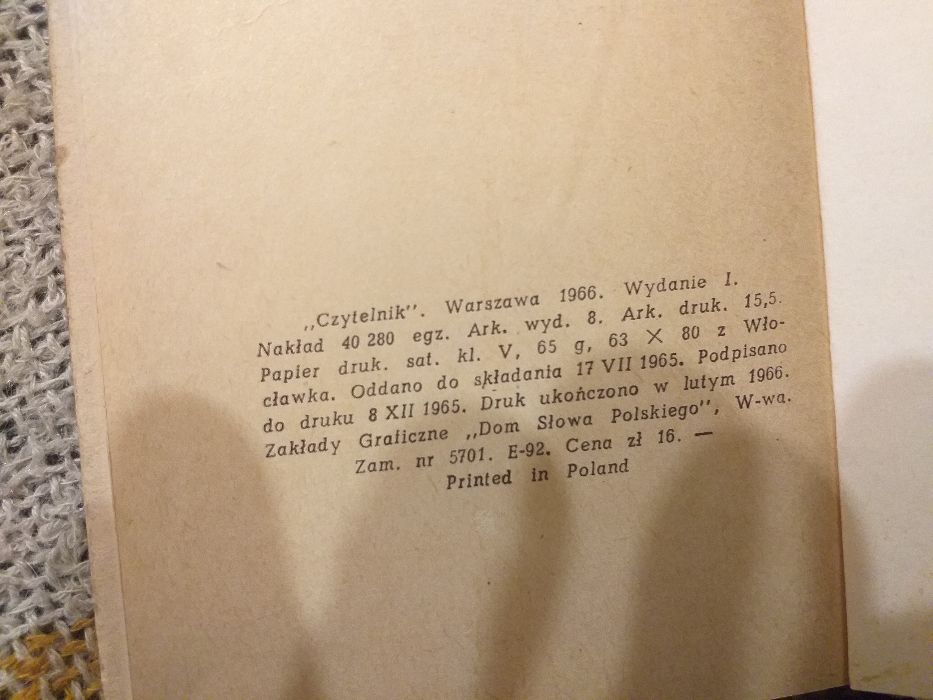 „Czytelnik". Warszawa 1966. Wydanie I.
Nakład 40 280 egz. Ark. wyd. 8. Ark. druk. 15,5.
Papier druk. sat. kl. V, 65 g, 63 X 80 z Wło-
cławka. Oddano do składania 17 VII 1965. Podpisano
do druku 8 XII 1965. Druk ukończono w lutym 1966.
Zakłady Graficzne „Dom Słowa Polskiego", W-wa.
Zam. nr 5701. E-92. Cena zł 16. —
Printed in Poland